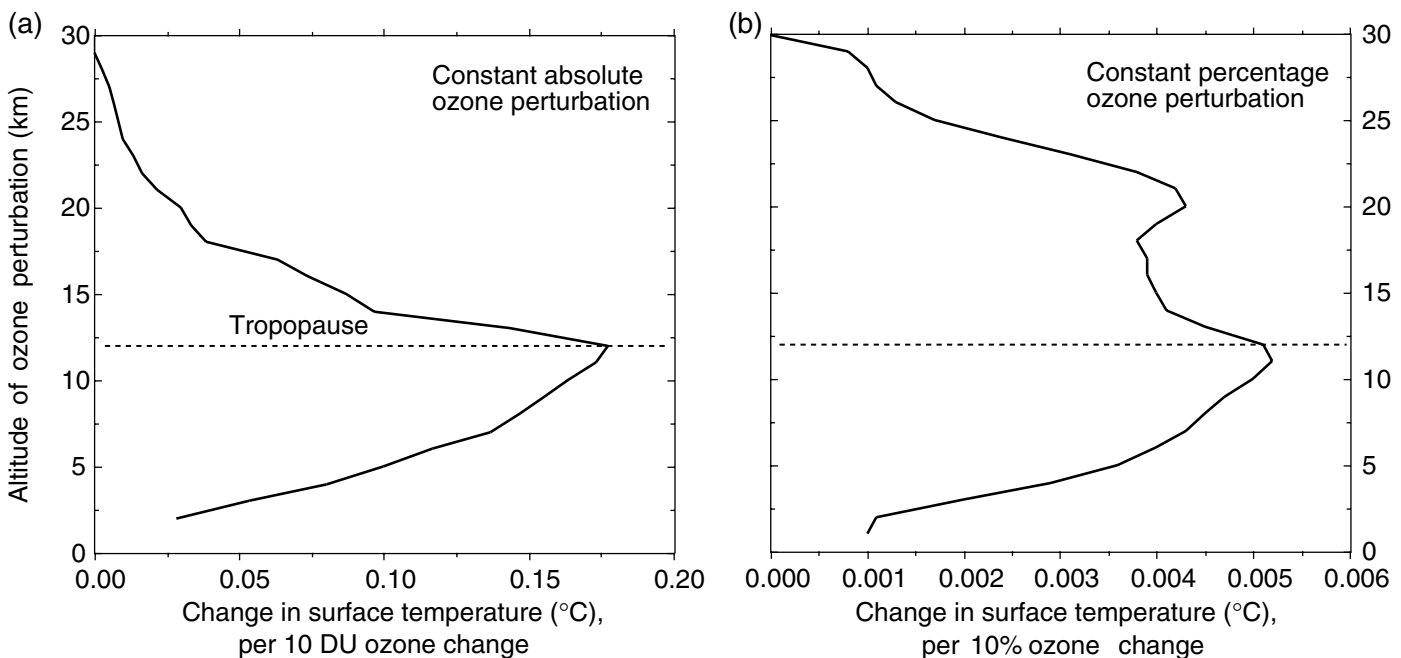 (a)
30
25
20
15
10
5
0
Altitude of ozone perturbation (km)
Constant absolute
ozone perturbation
Tropopause
0.00 0.05 0.10 0.15 0.20
Change in surface temperature (°C),
per 10 DU ozone change
(b)
Constant percentage
ozone perturbation
30
25
20
15
10
5
0
0.000 0.001 0.002 0.003 0.004 0.005 0.006
Change in surface temperature (°C),
per 10% ozone change